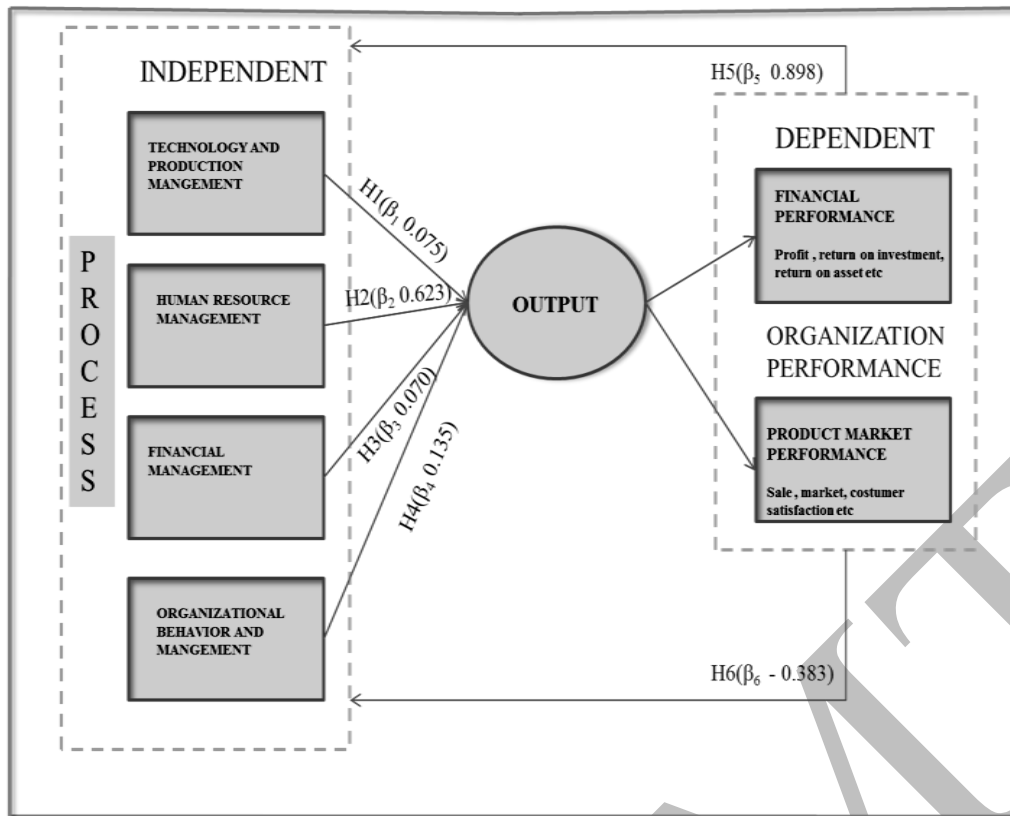 INDEPENDENT
PROCESS
TECHNOLOGY AND
PRODUCTION
MANGEMENT
HUMAN RESOURCE
MANAGEMENT
FINANCIAL
MANAGEMENT
ORGANIZATIONAL
BEHAVIOR AND
MANGEMENT
H1(β₁ 0.075)
H2(β₂ 0.623)
H3(β₃ 0.070)
H4(β₄ 0.135)
OUTPUT
H5(β₅ 0.898)
DEPENDENT
FINANCIAL
PERFORMANCE
Profit , return on investment,
return on asset etc
ORGANIZATION
PERFORMANCE
PRODUCT MARKET
PERFORMANCE
Sale , market, costumer
satisfaction etc
H6(β₆ - 0.383)